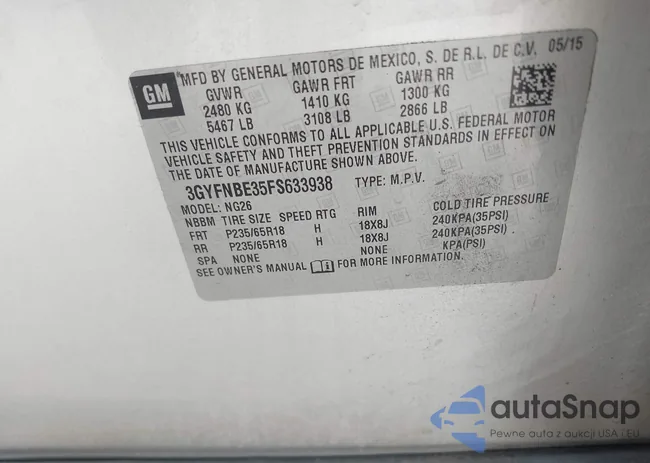 GM
MFD BY GENERAL MOTORS DE MEXICO, S. DE R.L. DE C.V. 05/15
GVWR GAWR FRT GAWR RR
2480 KG 1410 KG 1300 KG
5467 LB 3108 LB 2866 LB
THIS VEHICLE CONFORMS TO ALL APPLICABLE U.S. FEDERAL MOTOR
VEHICLE SAFETY AND THEFT PREVENTION STANDARDS IN EFFECT ON
THE DATE OF MANUFACTURE SHOWN ABOVE.
3GYFNBE35FS633938 TYPE: M.P.V.
MODEL: NG26
NBBM TIRE SIZE SPEED RTG RIM COLD TIRE PRESSURE
FRT P235/65R18 H 18X8J 240KPA(35PSI)
RR P235/65R18 H 18X8J 240KPA(35PSI)
SPA NONE NONE KPA(PSI)
SEE OWNER'S MANUAL FOR MORE INFORMATION.
autaSnap
Pewne auta z aukcji USA i EU